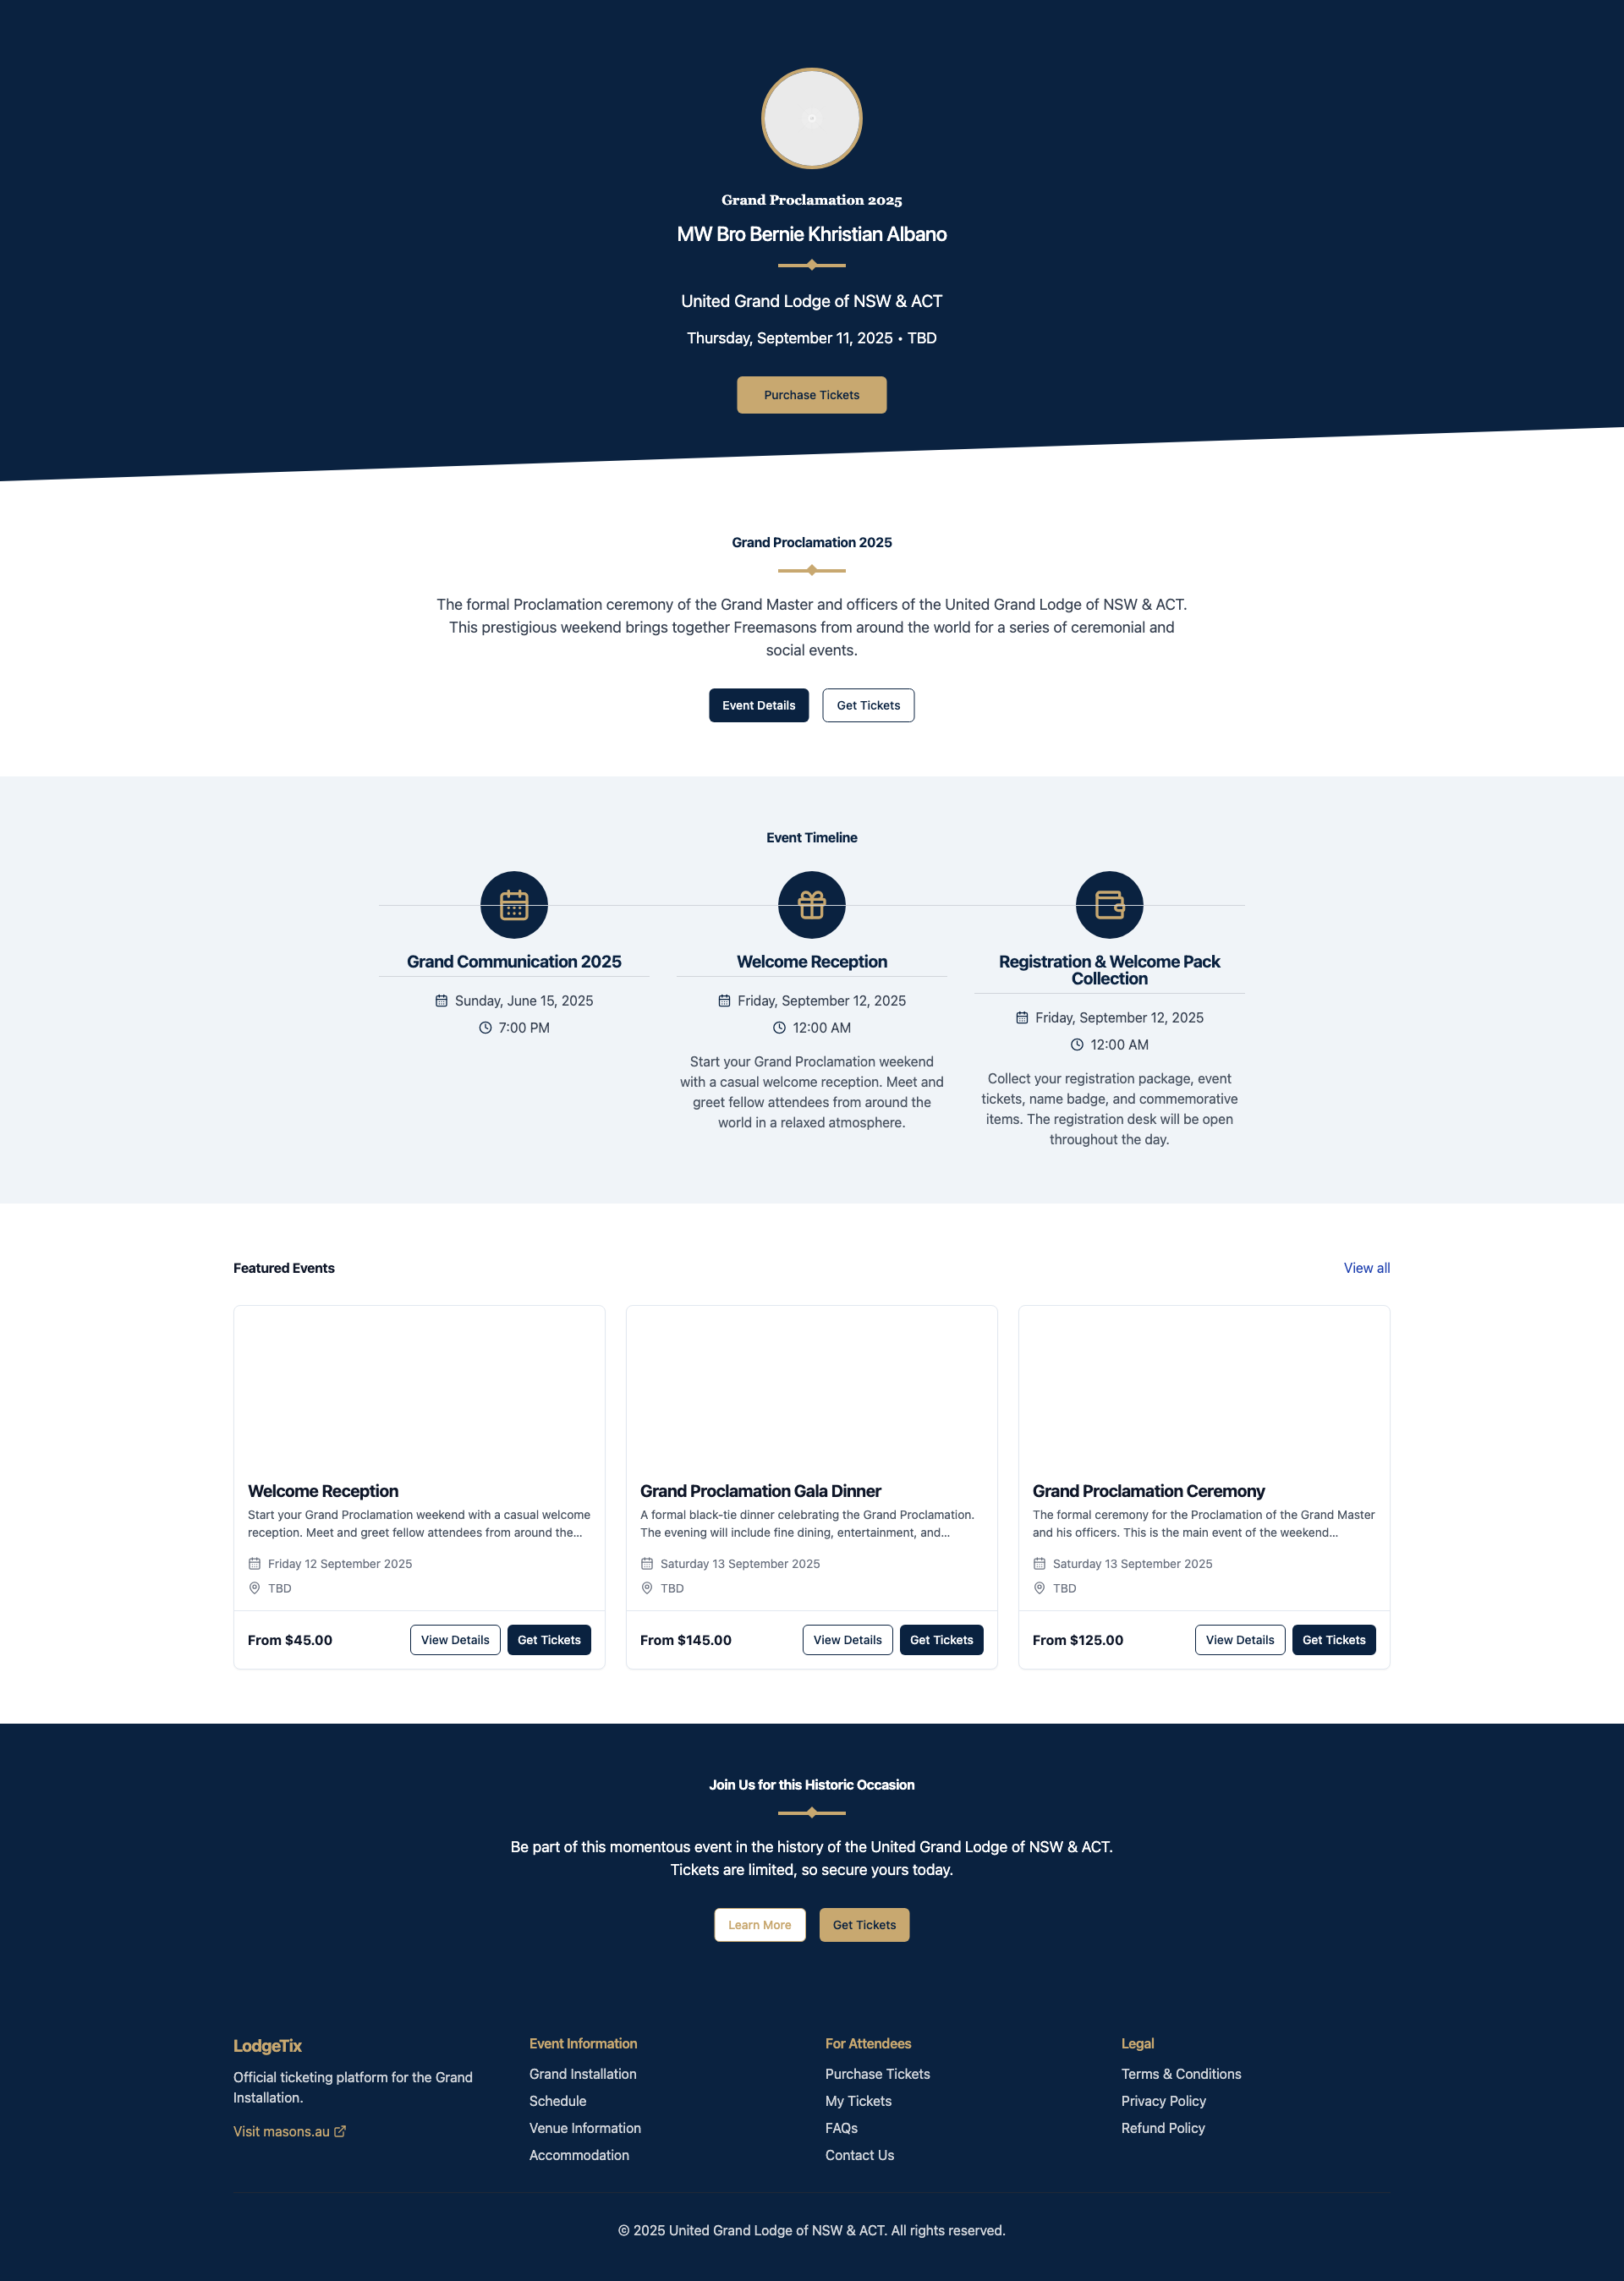 Grand Proclamation 2025
MW Bro Bernie Khristian Albano
United Grand Lodge of NSW & ACT
Thursday, September 11, 2025 • TBD
Purchase Tickets
Grand Proclamation 2025
The formal Proclamation ceremony of the Grand Master and officers of the United Grand Lodge of NSW & ACT.
This prestigious weekend brings together Freemasons from around the world for a series of ceremonial and
social events.
Event Details
Get Tickets
Event Timeline
Grand Communication 2025
Sunday, June 15, 2025
7:00 PM
Welcome Reception
Friday, September 12, 2025
12:00 AM
Start your Grand Proclamation weekend
with a casual welcome reception. Meet and
greet fellow attendees from around the
world in a relaxed atmosphere.
Registration & Welcome Pack
Collection
Friday, September 12, 2025
12:00 AM
Collect your registration package, event
tickets, name badge, and commemorative
items. The registration desk will be open
throughout the day.
Featured Events
View all
Welcome Reception
Start your Grand Proclamation weekend with a casual welcome
reception. Meet and greet fellow attendees from around the...
Friday 12 September 2025
TBD
From $45.00
View Details
Get Tickets
Grand Proclamation Gala Dinner
A formal black-tie dinner celebrating the Grand Proclamation.
The evening will include fine dining, entertainment, and...
Saturday 13 September 2025
TBD
From $145.00
View Details
Get Tickets
Grand Proclamation Ceremony
The formal ceremony for the Proclamation of the Grand Master
and his officers. This is the main event of the weekend...
Saturday 13 September 2025
TBD
From $125.00
View Details
Get Tickets
Join Us for this Historic Occasion
Be part of this momentous event in the history of the United Grand Lodge of NSW & ACT.
Tickets are limited, so secure yours today.
Learn More
Get Tickets
LodgeTix
Official ticketing platform for the Grand
Installation.
Visit masons.au
Event Information
Grand Installation
Schedule
Venue Information
Accommodation
For Attendees
Purchase Tickets
My Tickets
FAQs
Contact Us
Legal
Terms & Conditions
Privacy Policy
Refund Policy
© 2025 United Grand Lodge of NSW & ACT. All rights reserved.